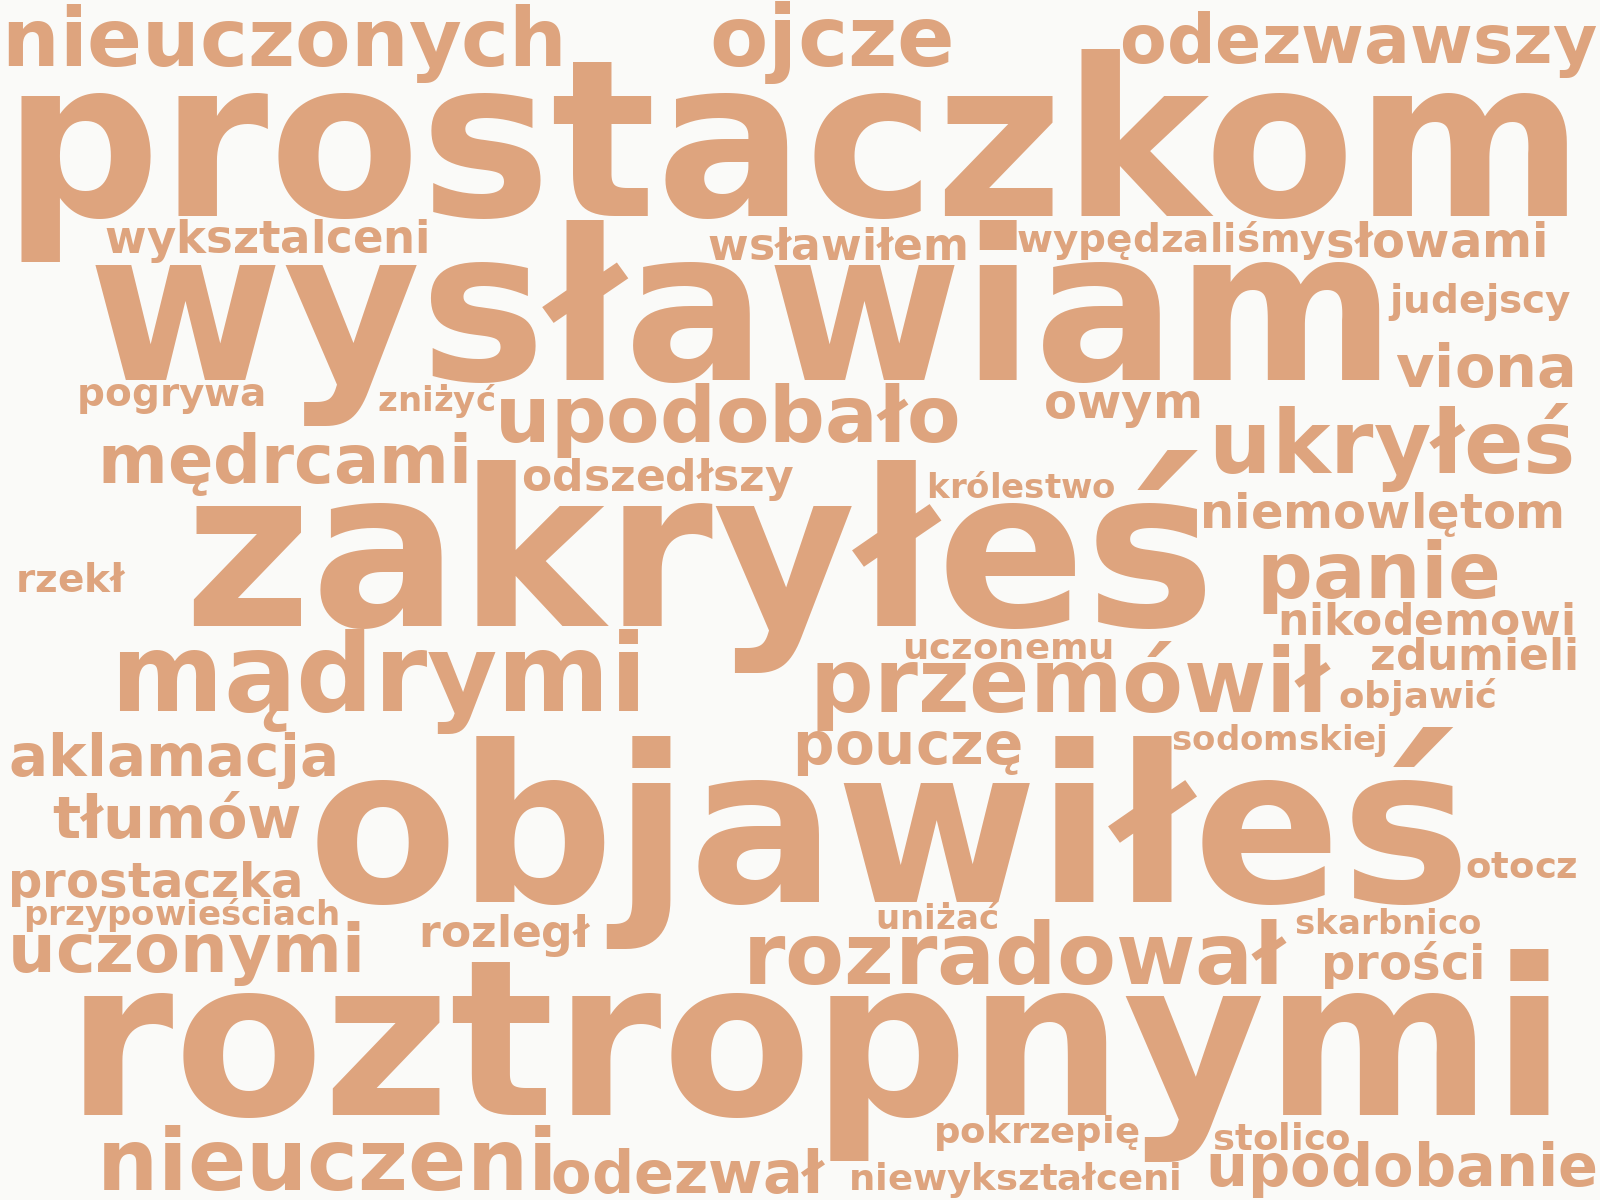 nieuczonych ojcze odezwawszy
prostaczkom
wyksztalceni wsławiłem wypędzaliśmy słowami
wysławiam
judejscy
viona
pogrywa zniżyć upodobało owym
ukryłeś
mędrcami odszedłszy królestwo
zakryłeś
niemowlętom
rzekł panie
nikodemowi
mądrymi uczonemu zdumieli
przemówił objawić
aklamacja pouczę sodomskiej
objawiłeś
tłumów
prostaczka otocz
przypowieściach uniżać skarbnico
uczonymi rozległ rozradował prości
roztropnymi
nieuczeni pokrzepię stolico
odezwał niewykształceni upodobanie